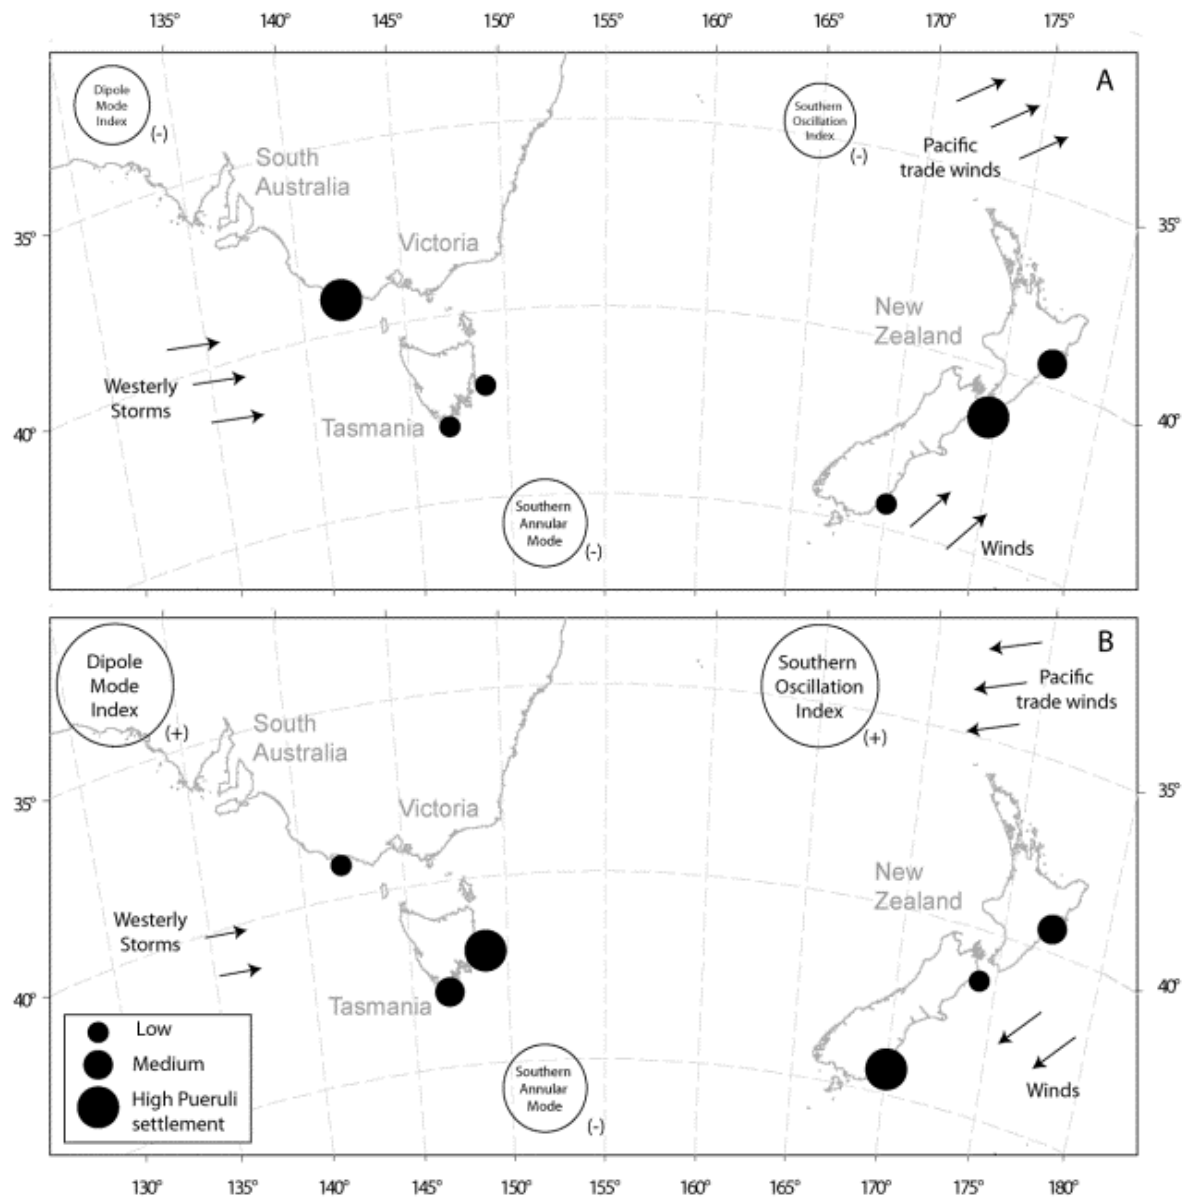 135° 140° 145° 150° 155° 160° 165° 170° 175°
A
Dipole
Mode
Index
(-)
Southern
Oscillation
Index
(-)
Pacific
trade winds
South
Australia
Victoria
35° 35°
New
Zealand
Westerly
Storms
Tasmania
40° 40°
Southern
Annular
Mode
(-)
Winds
B
Dipole
Mode
Index
(+)
Southern
Oscillation
Index
(+)
Pacific
trade winds
South
Australia
Victoria
35° 35°
New
Zealand
Westerly
Storms
Tasmania
40° 40°
Low
Medium
High Pueruli
settlement
Southern
Annular
Mode
(-)
Winds
130° 135° 140° 145° 150° 155° 160° 165° 170° 175° 180°